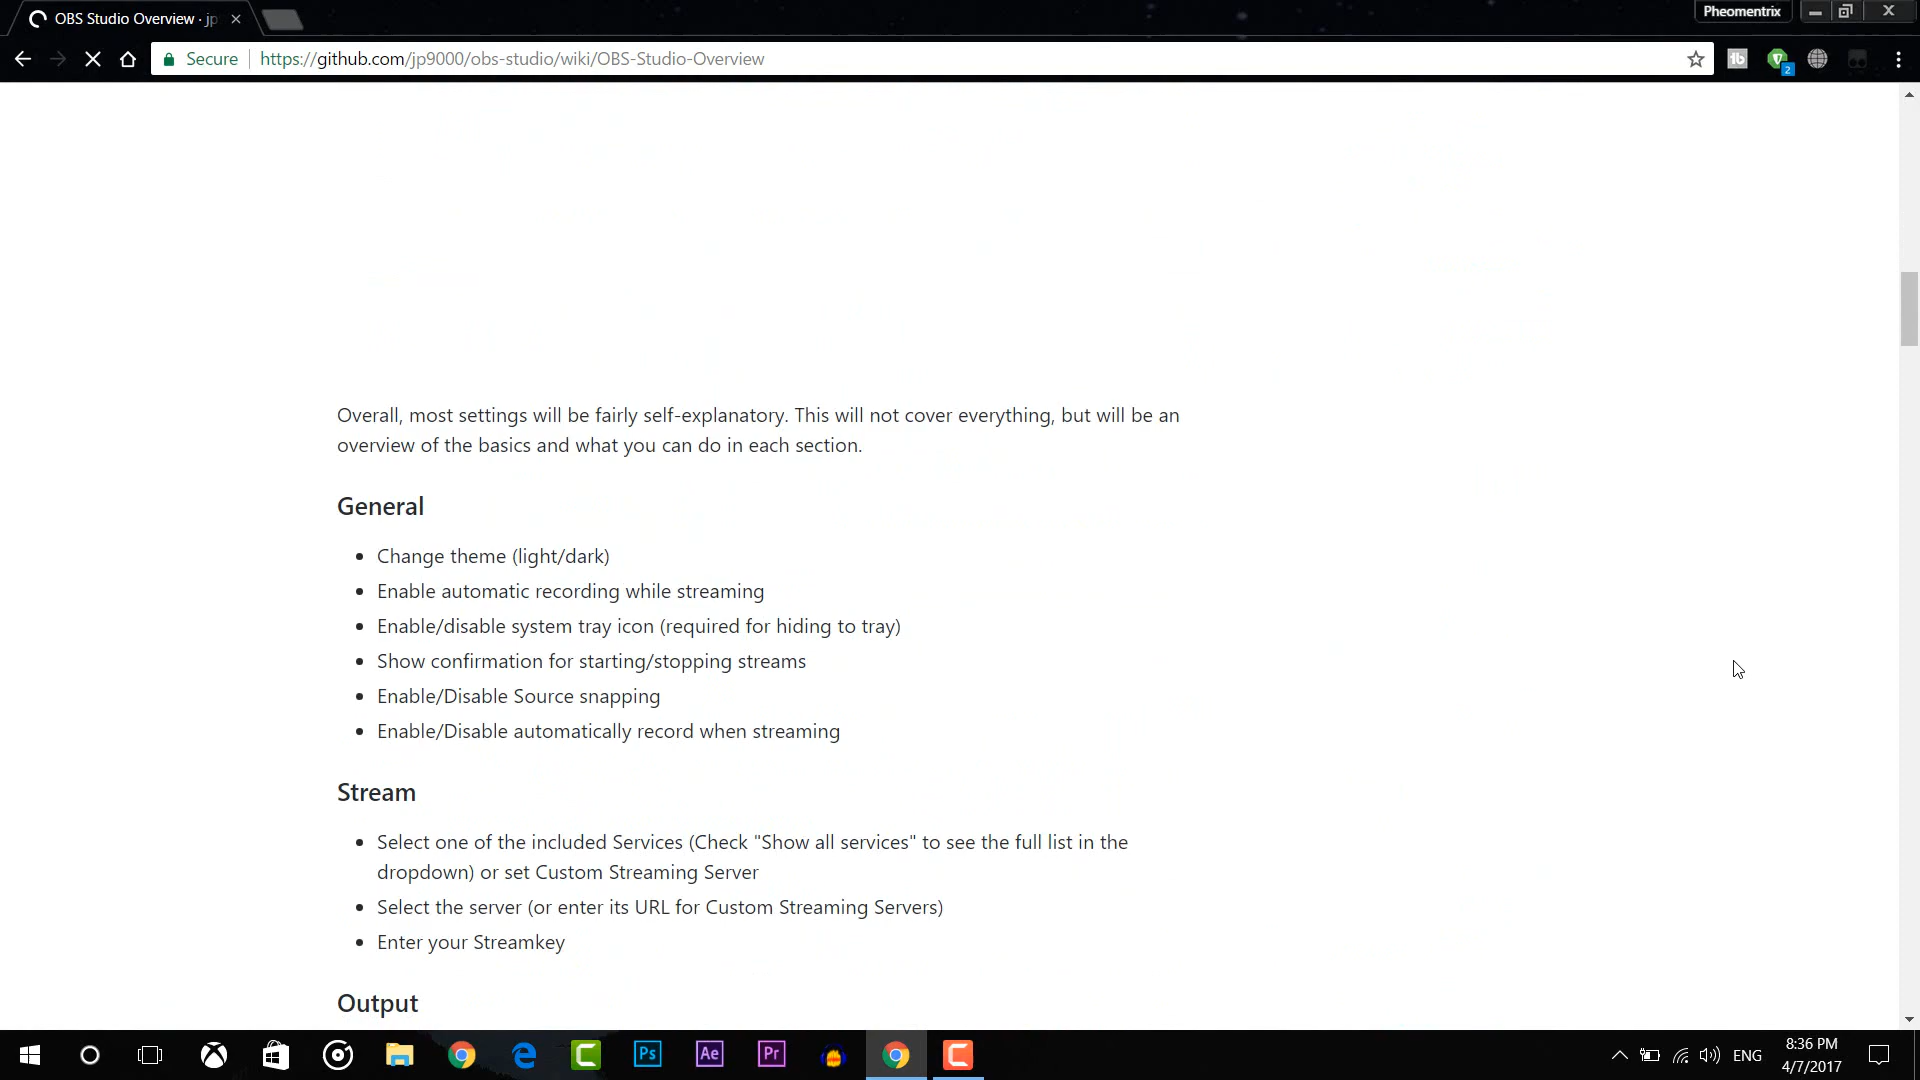 OBS Studio Overview · jp
Pheomentrix
Secure
https://github.com/jp9000/obs-studio/wiki/OBS-Studio-Overview
2
Overall, most settings will be fairly self-explanatory. This will not cover everything, but will be an
overview of the basics and what you can do in each section.
General
• Change theme (light/dark)
• Enable automatic recording while streaming
• Enable/disable system tray icon (required for hiding to tray)
• Show confirmation for starting/stopping streams
• Enable/Disable Source snapping
• Enable/Disable automatically record when streaming
Stream
• Select one of the included Services (Check "Show all services" to see the full list in the
dropdown) or set Custom Streaming Server
• Select the server (or enter its URL for Custom Streaming Servers)
• Enter your Streamkey
Output
Ps
Ae
Pr
ENG
8:36 PM
4/7/2017